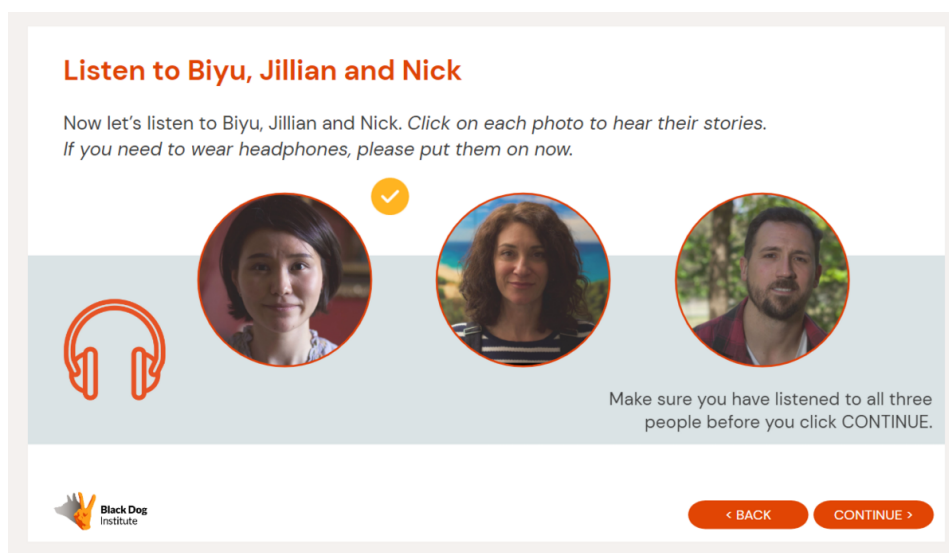 Listen to Biyu, Jillian and Nick
Now let's listen to Biyu, Jillian and Nick. Click on each photo to hear their stories.
If you need to wear headphones, please put them on now.
Make sure you have listened to all three
people before you click CONTINUE.
Black Dog
Institute
< BACK
CONTINUE >